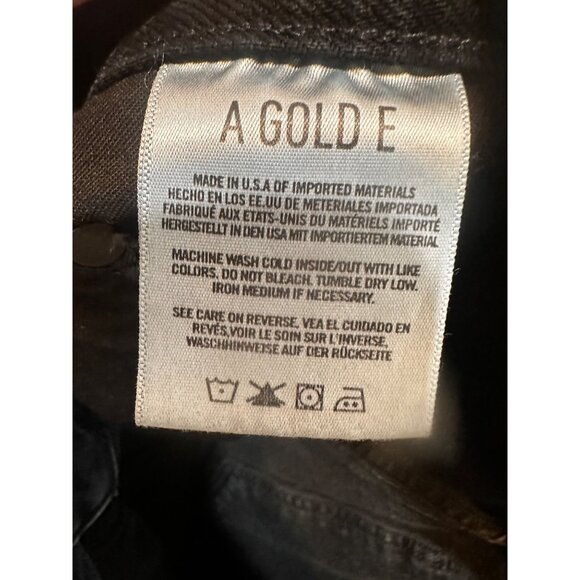 A GOLD E
MADE IN U.S.A OF IMPORTED MATERIALS
HECHO EN LOS EE.UU DE METERIALES IMPORTADA
FABRIQUÉ AUX ETATS-UNIS DU MATÉRIELS IMPORTÉ
HERGESTELLT IN DEN USA MIT IMPORTIERTEM MATERIAL
MACHINE WASH COLD INSIDE/OUT WITH LIKE
COLORS. DO NOT BLEACH. TUMBLE DRY LOW.
IRON MEDIUM IF NECESSARY.
SEE CARE ON REVERSE. VEA EL CUIDADO EN
REVÉS.VOIR LE SOIN SUR L'INVERSE.
WASCHHINWEISE AUF DER RÜCKSEITE